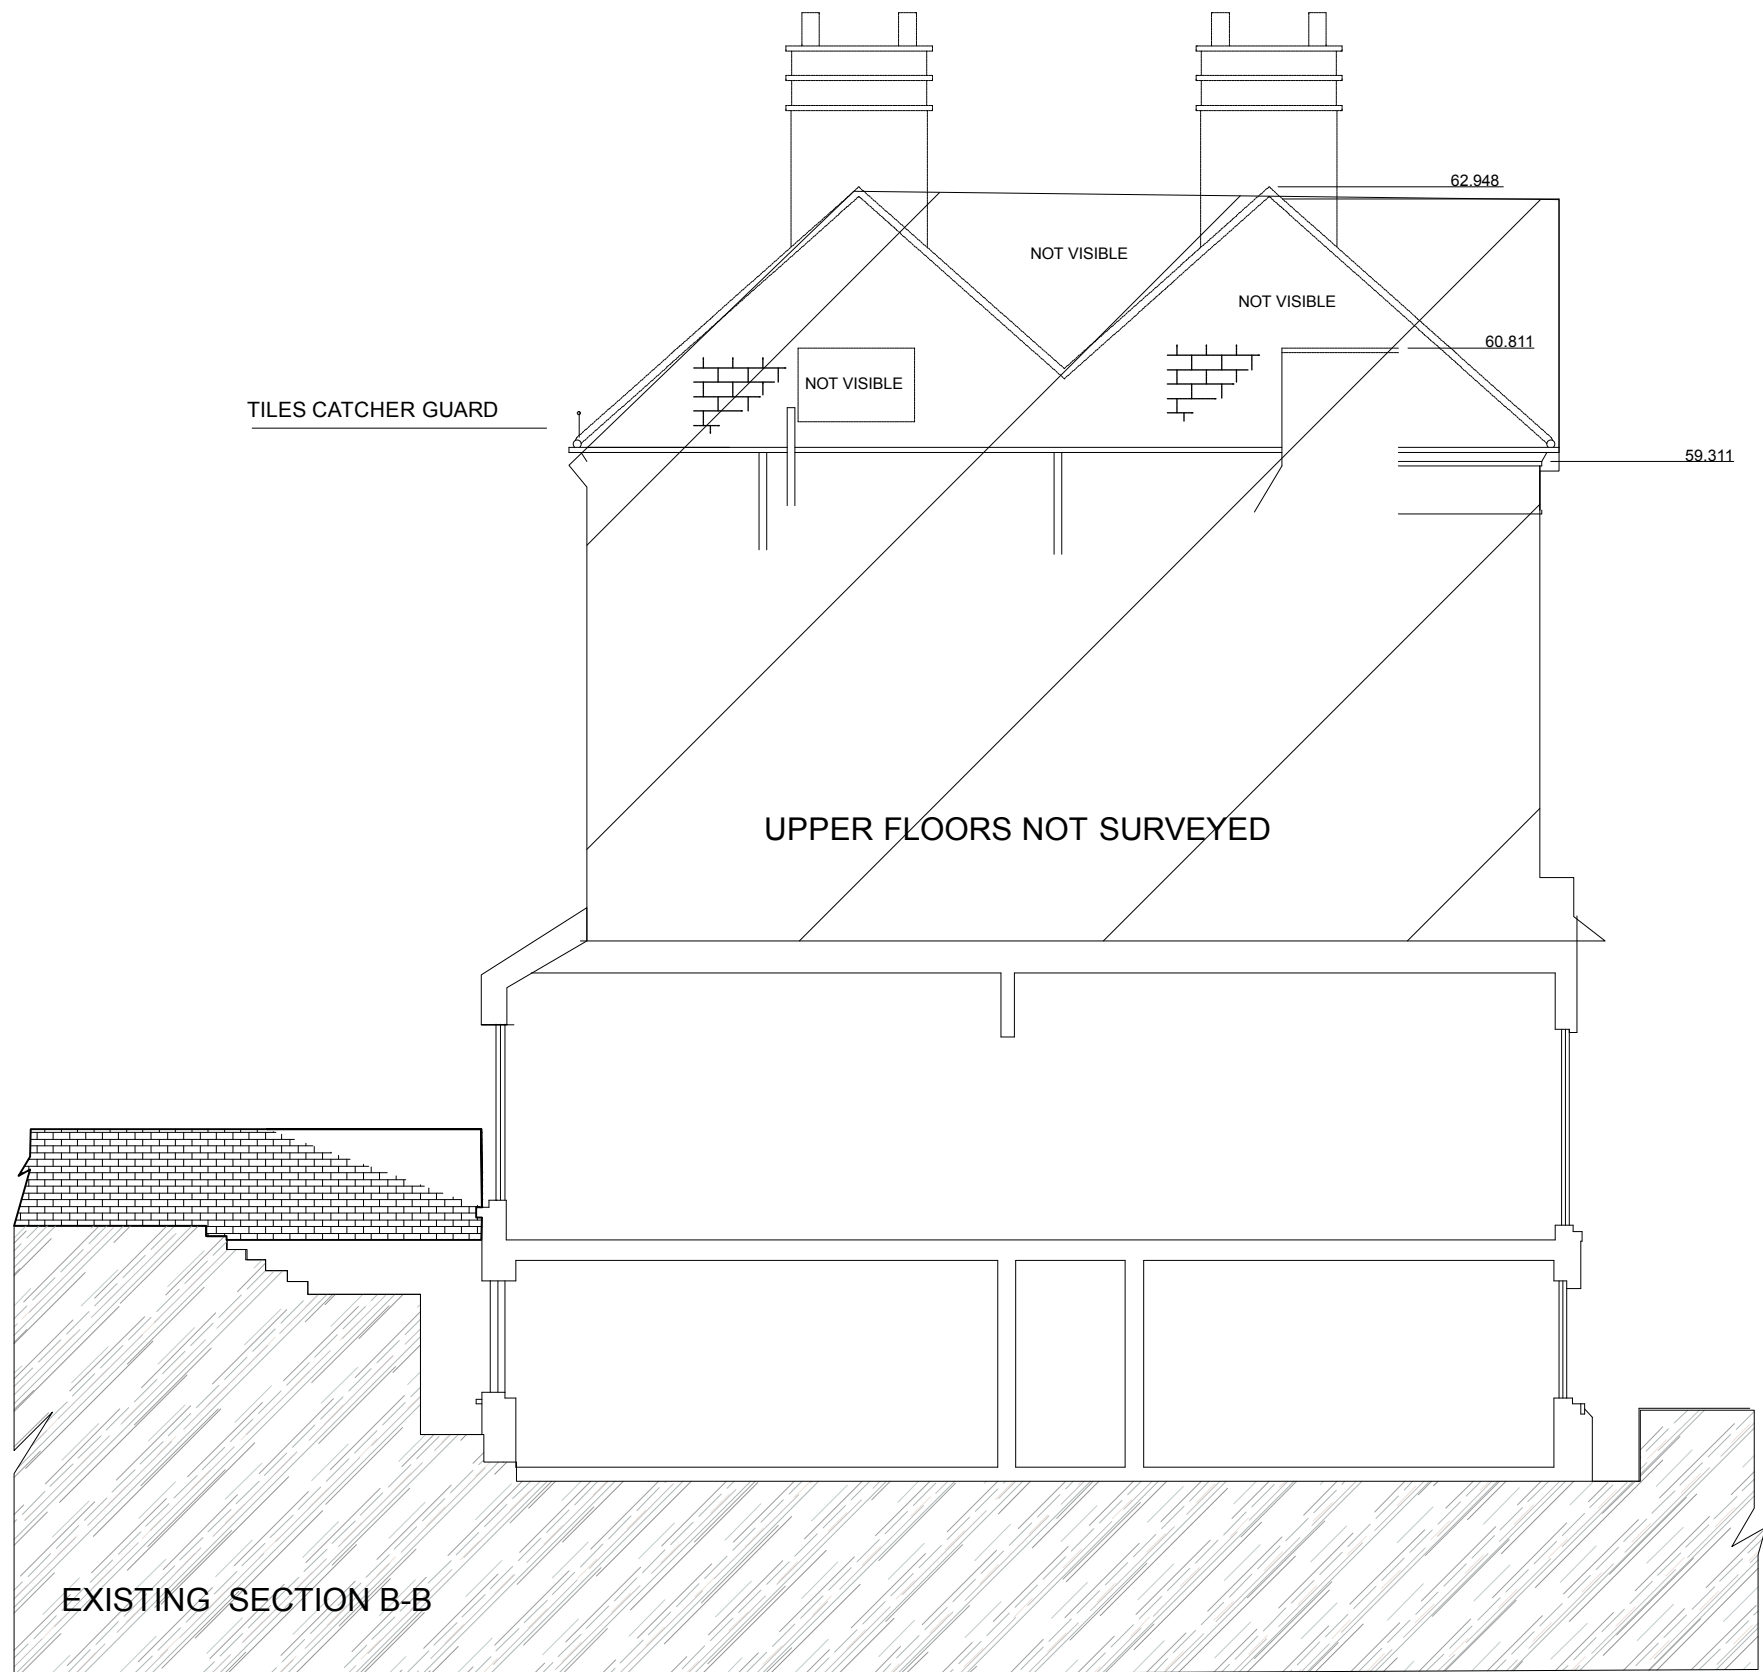 62.948
NOT VISIBLE
NOT VISIBLE
60.811
NOT VISIBLE
TILES CATCHER GUARD
59.311
UPPER FLOORS NOT SURVEYED
EXISTING SECTION B-B